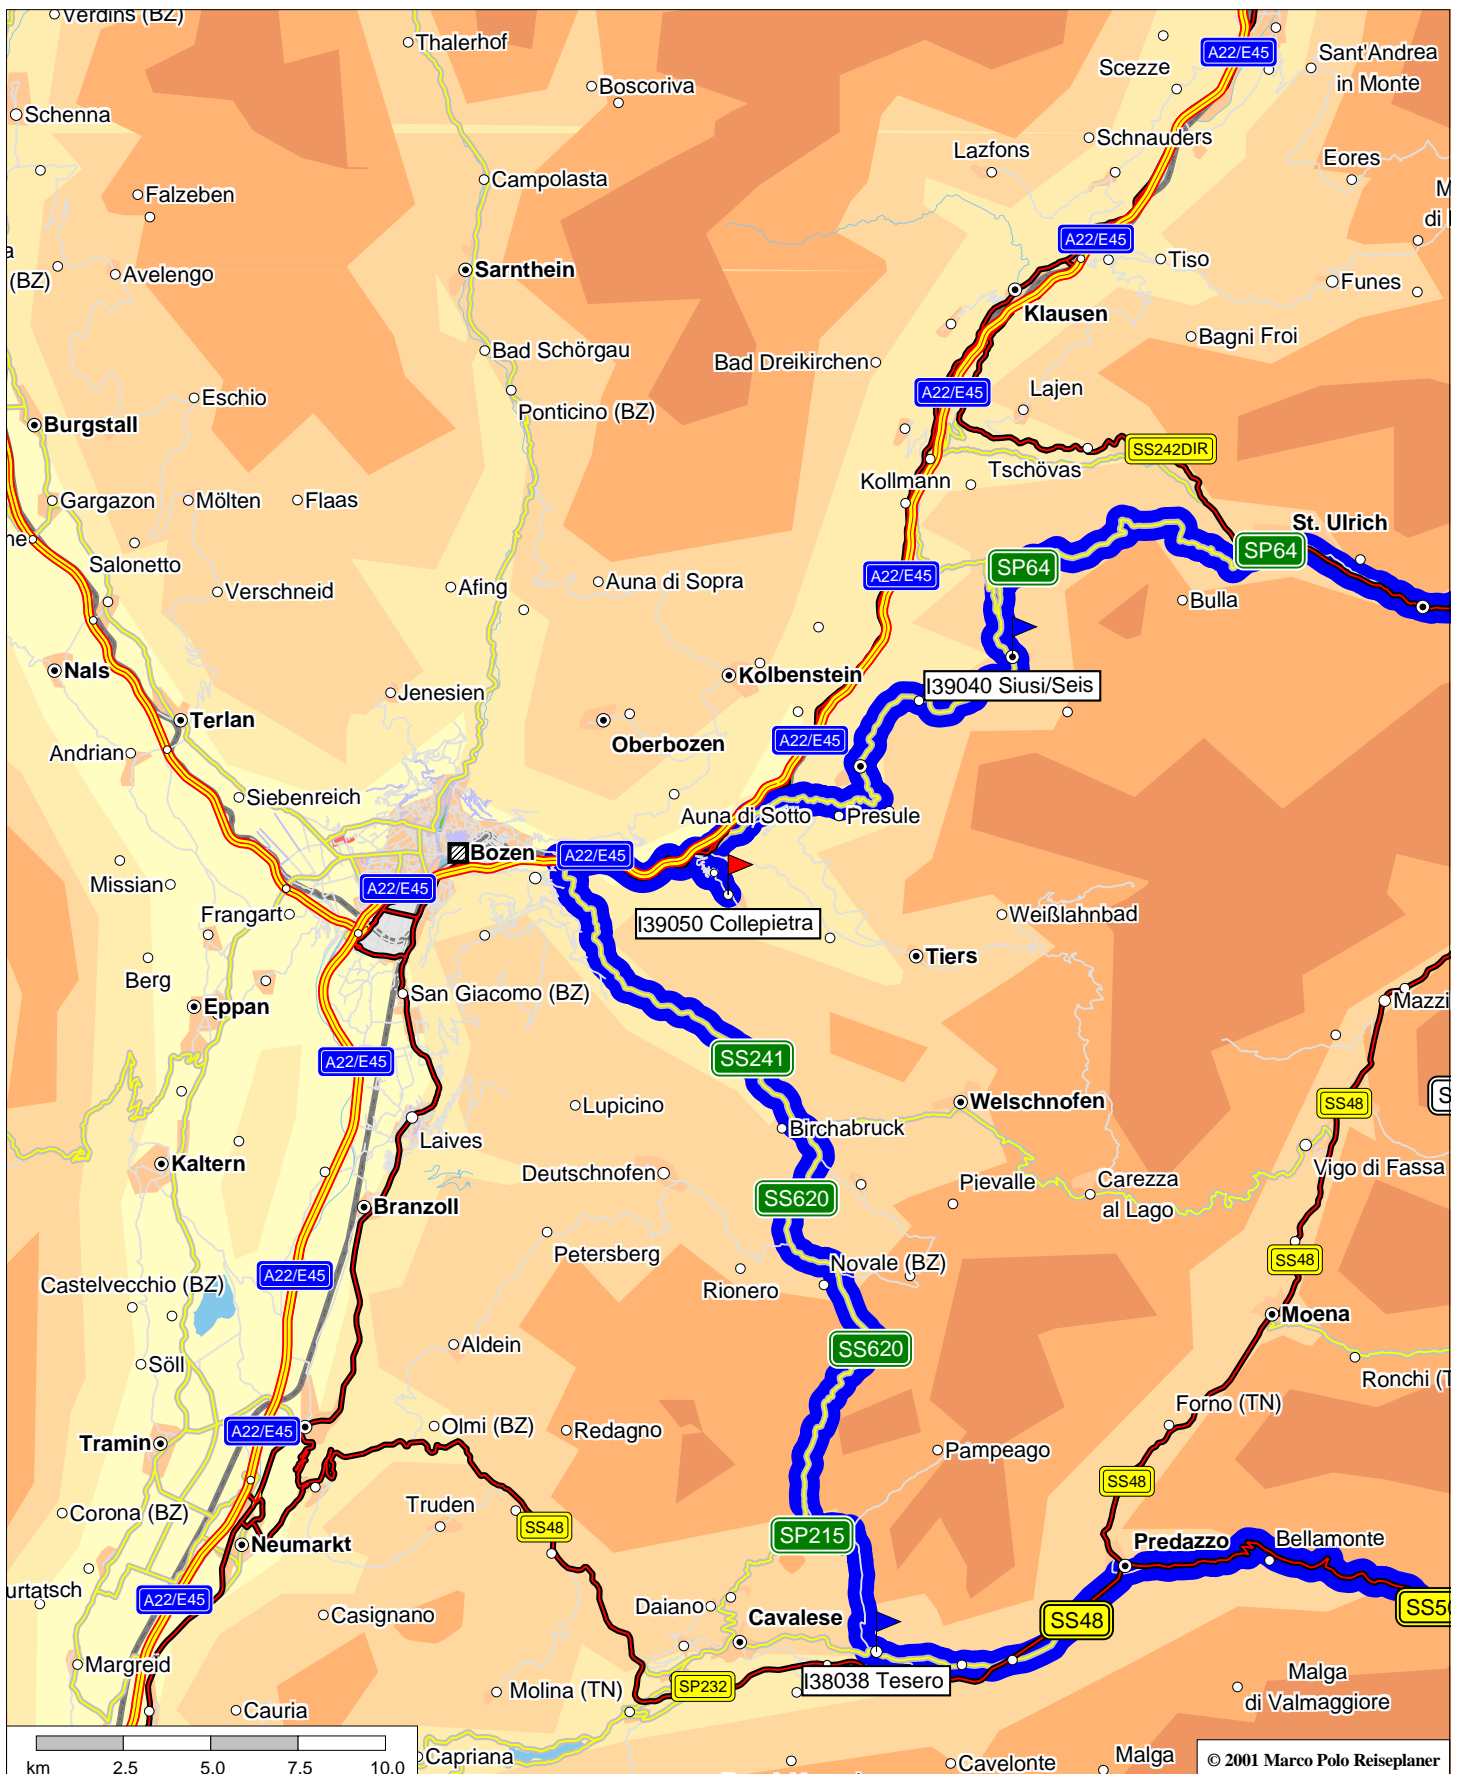 Verdins (BZ)
Thalerhof
A22/E45
Scezze
Sant'Andrea
in Monte
Boscoriva
Schenna
Schnauders
Lazfons
Eores
Campolasta
Falzeben
M
di
A22/E45
a
(BZ)
Avelengo
Sarnthein
Tiso
Funes
Klausen
Bagni Froi
Bad Schörgau
Bad Dreikirchen
A22/E45
Lajen
Eschio
Ponticino (BZ)
Burgstall
SS242DIR
Tschövas
Kollmann
Gargazon
Mölten
Flaas
St. Ulrich
ne
Salonetto
SP64
SP64
A22/E45
Verschneid
Afing
Auna di Sopra
Bulla
Nals
Kolbenstein
I39040 Siusi/Seis
Jenesien
Terlan
Oberbozen
A22/E45
Andrian
Siebenreich
Auna di Sotto
Presule
Bozen
A22/E45
Missian
A22/E45
Frangart
I39050 Collepietra
Weißlahnbad
Tiers
Berg
Eppan
San Giacomo (BZ)
Mazzi
A22/E45
SS241
Lupicino
Welschnofen
SS48
S
Birchabruck
Laives
Kaltern
Deutschnofen
Vigo di Fassa
Pievalle
Carezza
al Lago
SS620
Branzoll
Petersberg
Novale (BZ)
SS48
A22/E45
Castelvecchio (BZ)
Rionero
Moena
Aldein
SS620
Söll
Ronchi (T
Forno (TN)
A22/E45
Tramin
Olmi (BZ)
Redagno
Pampeago
SS48
Corona (BZ)
Truden
SS48
SP215
Neumarkt
Predazzo
Bellamonte
urtatsch
A22/E45
Casignano
Daiano
Cavalese
SS48
SS50
Margreid
Molina (TN)
SP232
I38038 Tesero
Malga
di Valmaggiore
Cauria
Capriana
Cavelonte
Malga
km 2.5 5.0 7.5 10.0
© 2001 Marco Polo Reiseplaner